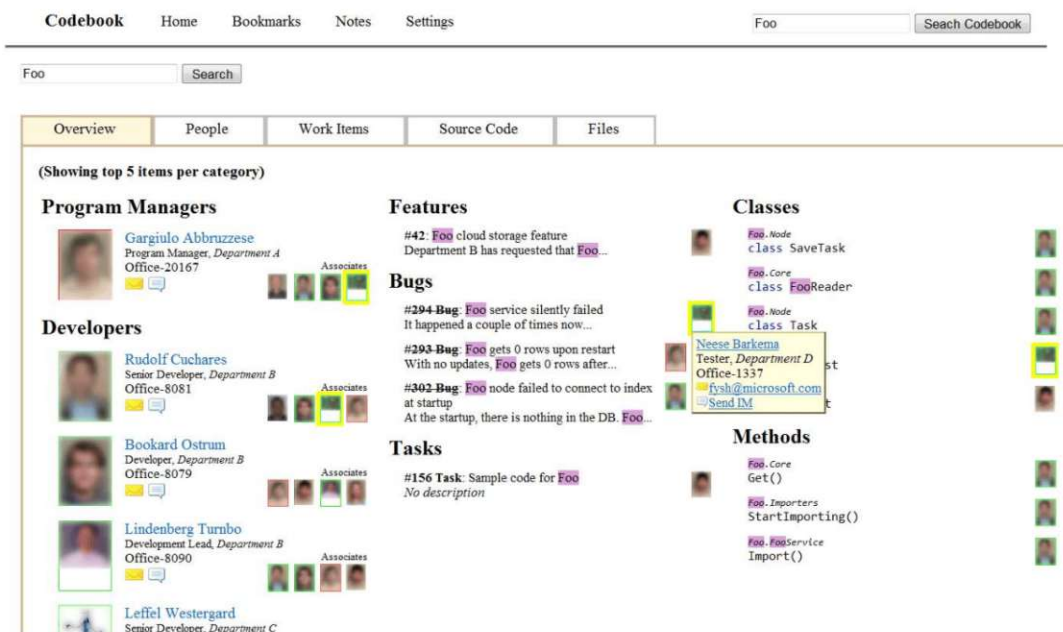 Codebook Home Bookmarks Notes Settings Foo Seach Codebook
Foo Search
Overview People Work Items Source Code Files
(Showing top 5 items per category)
Program Managers
Gargiulo Abbruzzese
Program Manager, Department A
Office-20167
Associates
Developers
Rudolf Cuchares
Senior Developer, Department B
Office-8081
Associates
Bookard Ostrum
Developer, Department B
Office-8079
Associates
Lindenberg Turnbo
Development Lead, Department B
Office-8090
Associates
Leffel Westergard
Senior Developer, Department C
Features
#42: Foo cloud storage feature
Department B has requested that Foo...
Bugs
#294 Bug: Foo service silently failed
It happened a couple of times now...
#293 Bug: Foo gets 0 rows upon restart
With no updates, Foo gets 0 rows after...
#302 Bug: Foo node failed to connect to index
at startup
At the startup, there is nothing in the DB. Foo...
Tasks
#156 Task: Sample code for Foo
No description
Neese Barkema
Tester, Department D
Office-1337
fysh@microsoft.com
Send IM
Classes
Foo.Node
class SaveTask
Foo.Core
class FooReader
Foo.Node
class Task
Methods
Foo.Core
Get()
Foo.Importers
StartImporting()
Foo.FooService
Import()